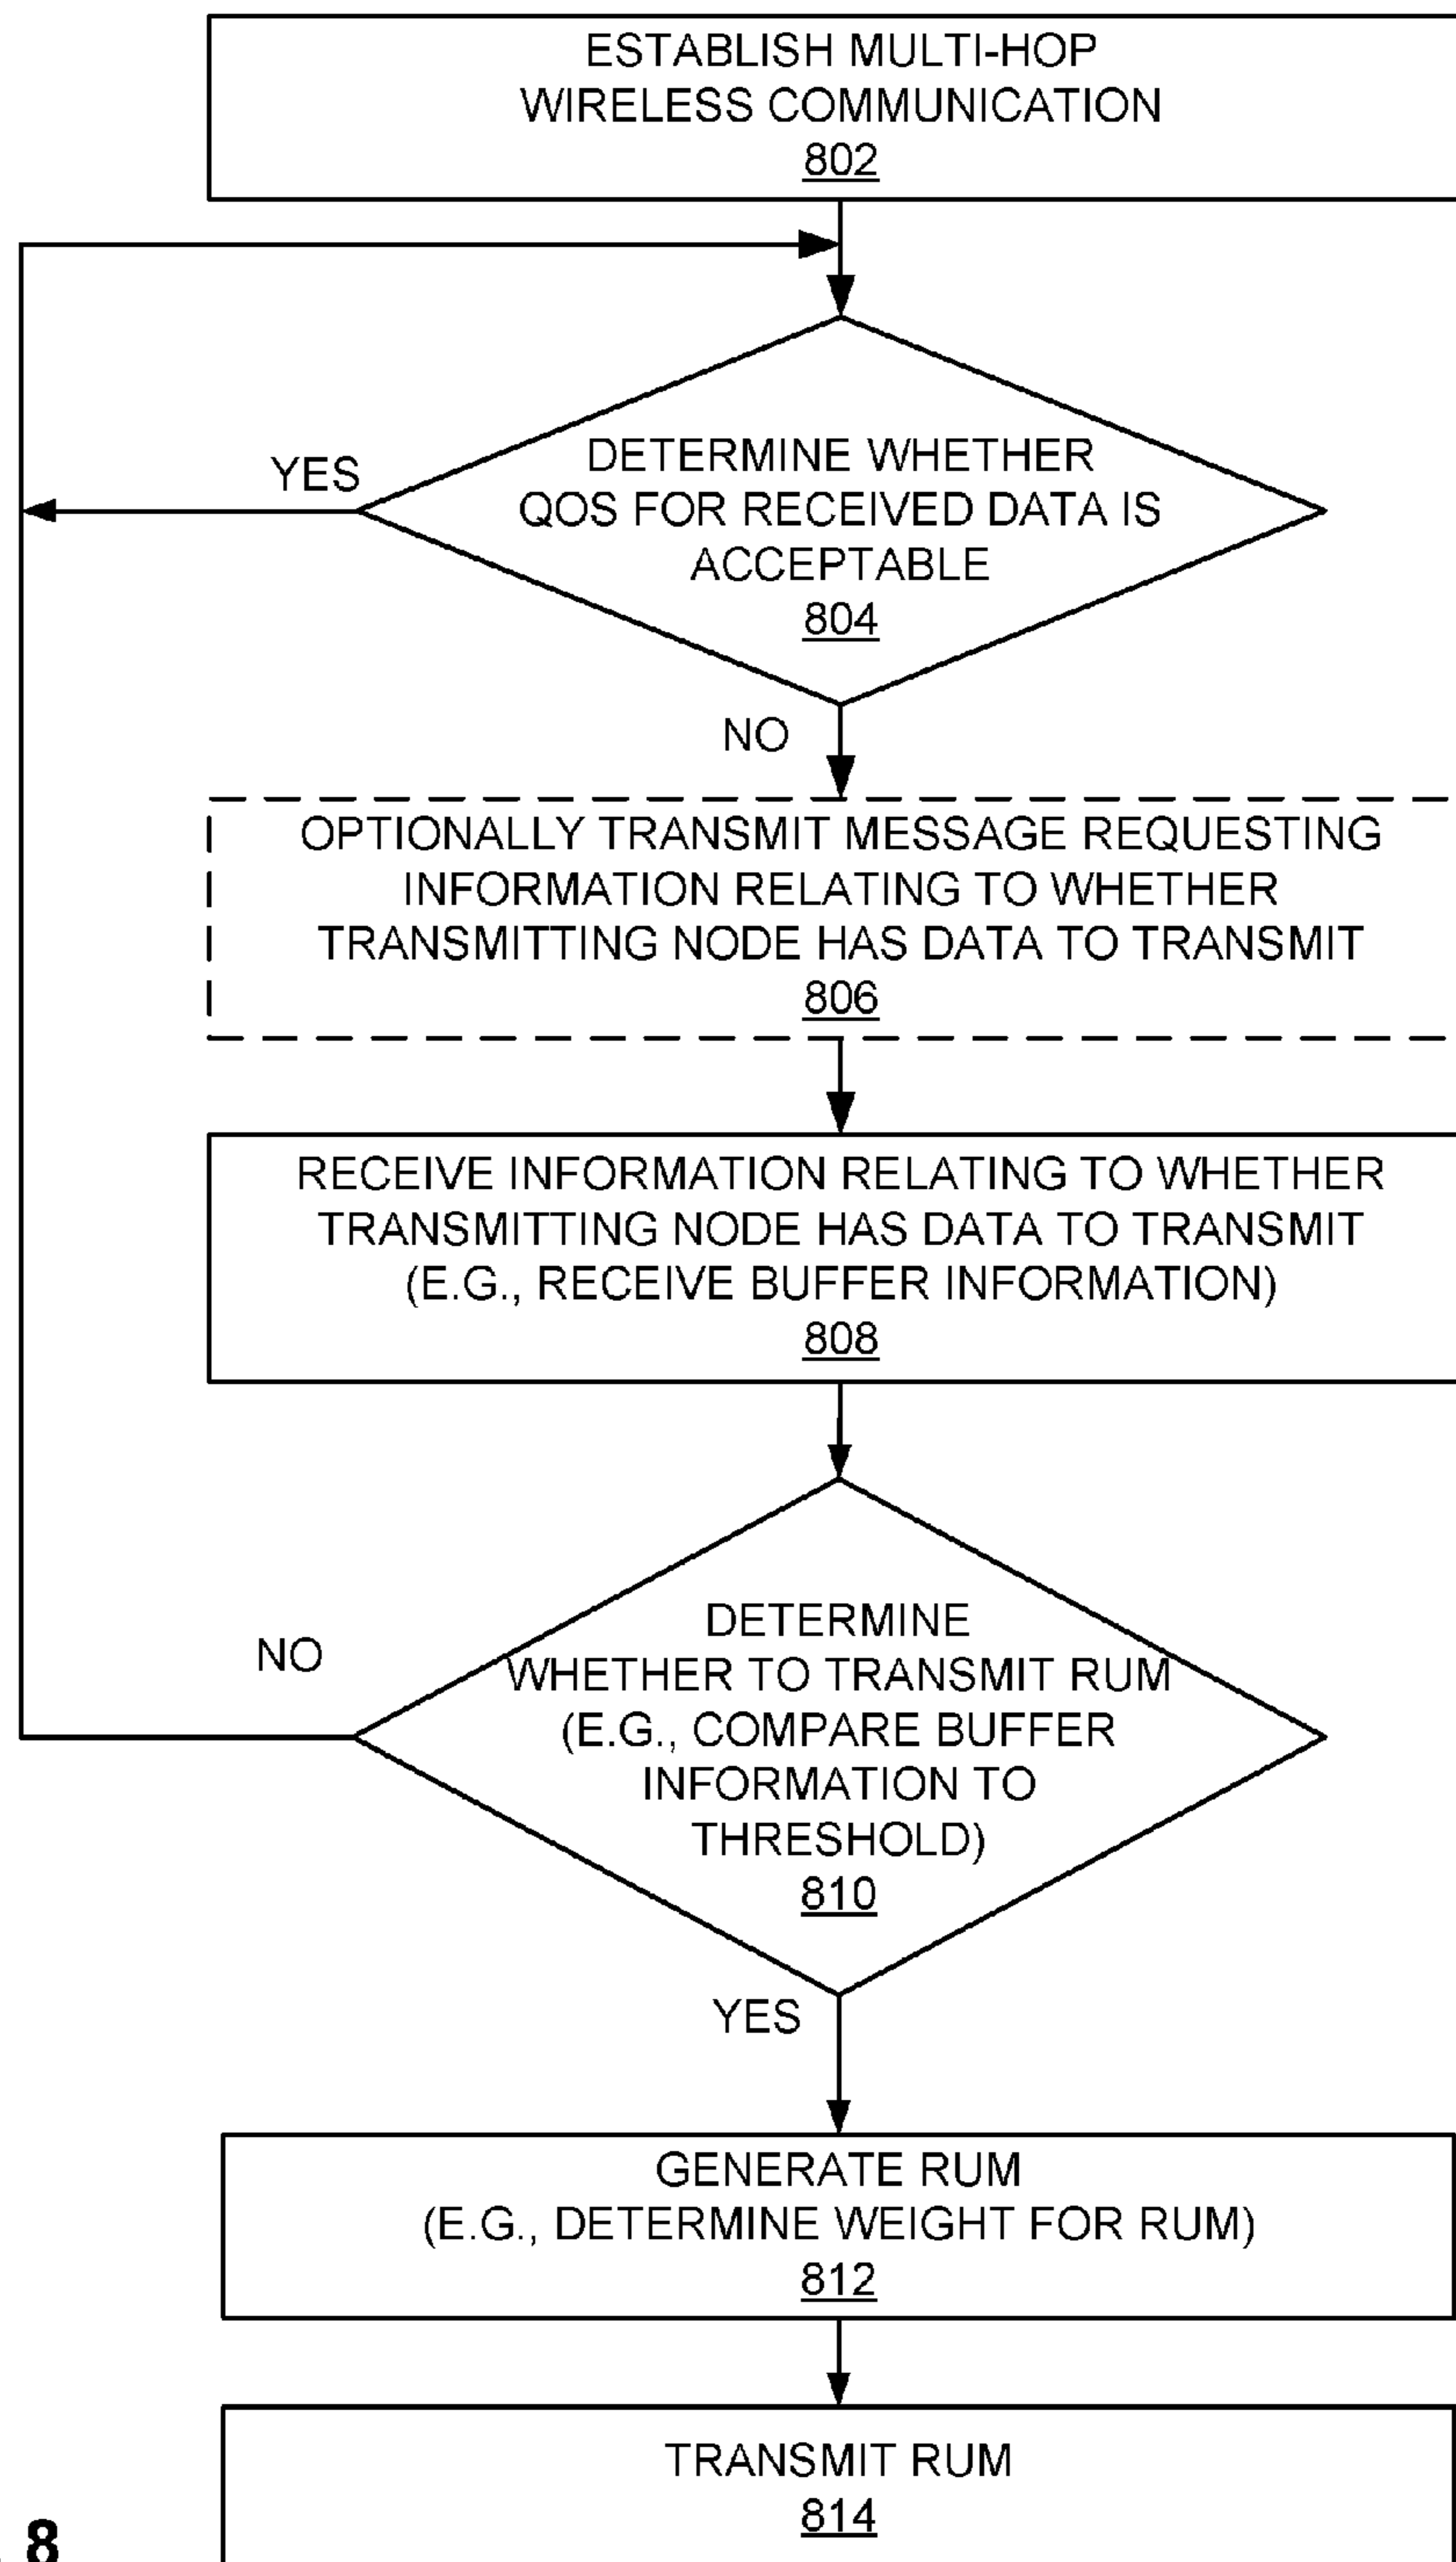 ESTABLISH MULTI-HOP
WIRELESS COMMUNICATION
802
YES
DETERMINE WHETHER
QOS FOR RECEIVED DATA IS
ACCEPTABLE
804
NO
OPTIONALLY TRANSMIT MESSAGE REQUESTING
INFORMATION RELATING TO WHETHER
TRANSMITTING NODE HAS DATA TO TRANSMIT
806
RECEIVE INFORMATION RELATING TO WHETHER
TRANSMITTING NODE HAS DATA TO TRANSMIT
(E.G., RECEIVE BUFFER INFORMATION)
808
NO
DETERMINE
WHETHER TO TRANSMIT RUM
(E.G., COMPARE BUFFER
INFORMATION TO
THRESHOLD)
810
YES
GENERATE RUM
(E.G., DETERMINE WEIGHT FOR RUM)
812
TRANSMIT RUM
814
8